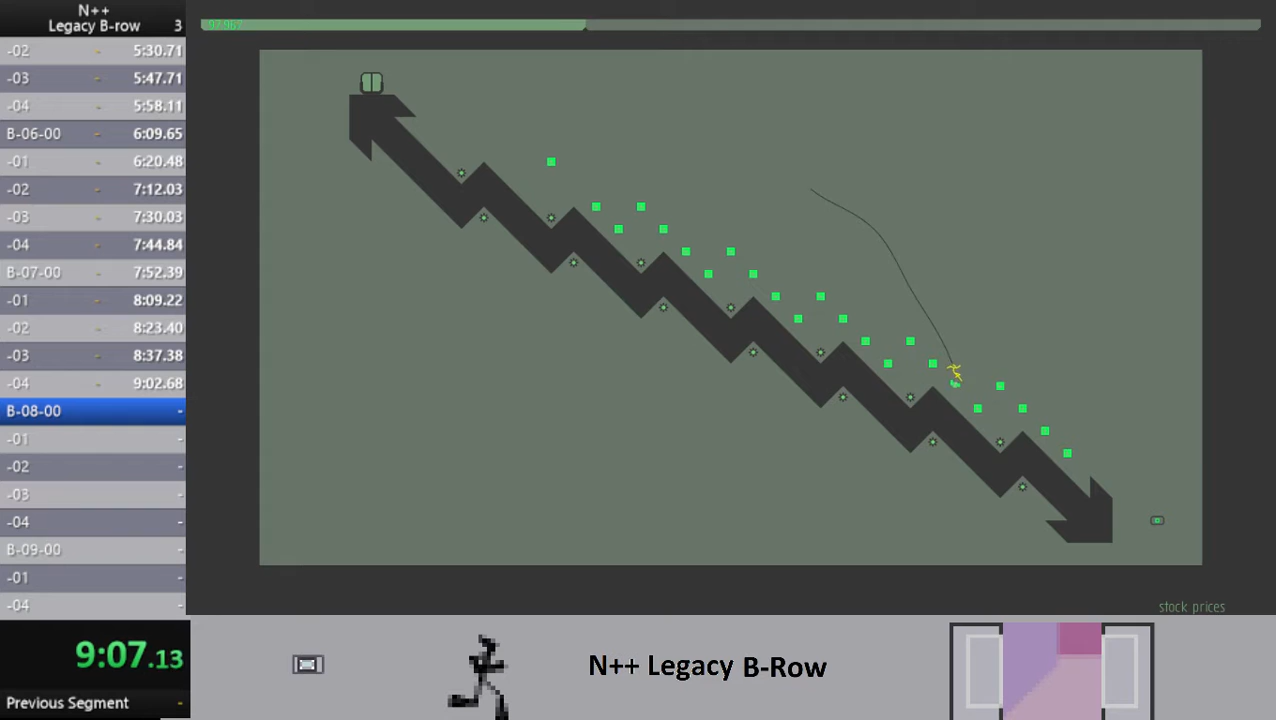 N++
Legacy B-row 3
-02 - 5:30.71
-03 - 5:47.71
-04 - 5:58.11
B-06-00 - 6:09.65
-01 - 6:20.48
-02 - 7:12.03
-03 - 7:30.03
-04 - 7:44.84
B-07-00 - 7:52.39
-01 - 8:09.22
-02 - 8:23.40
-03 - 8:37.38
-04 - 9:02.68
B-08-00 -
-01 -
-02 -
-03 -
-04 -
B-09-00 -
-01 -
-04 -
9:07.13
Previous Segment -
stock prices
N++ Legacy B-Row